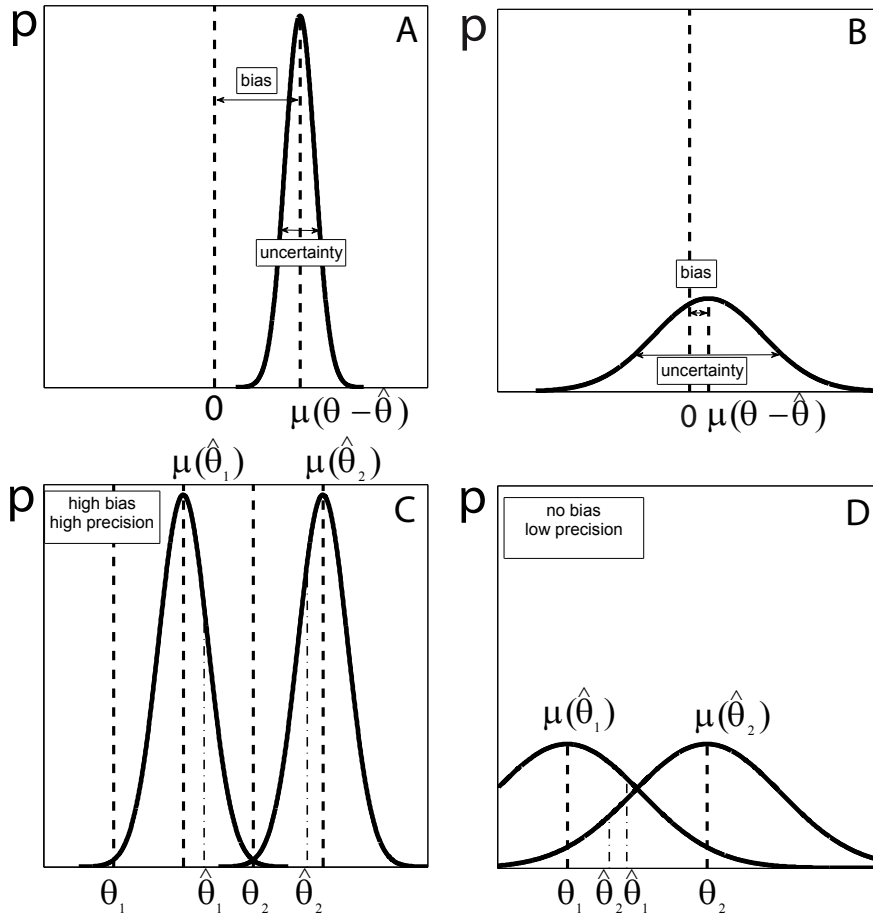 p
A
bias
uncertainty
0 μ(θ – θ̂)
p
B
bias
uncertainty
0 μ(θ – θ̂)
μ(θ̂₁) μ(θ̂₂)
p
high bias
high precision
C
θ₁ θ̂₁ θ₂ θ̂₂
p
no bias
low precision
D
μ(θ̂₁) μ(θ̂₂)
θ₁ θ̂₂ θ̂₁ θ₂